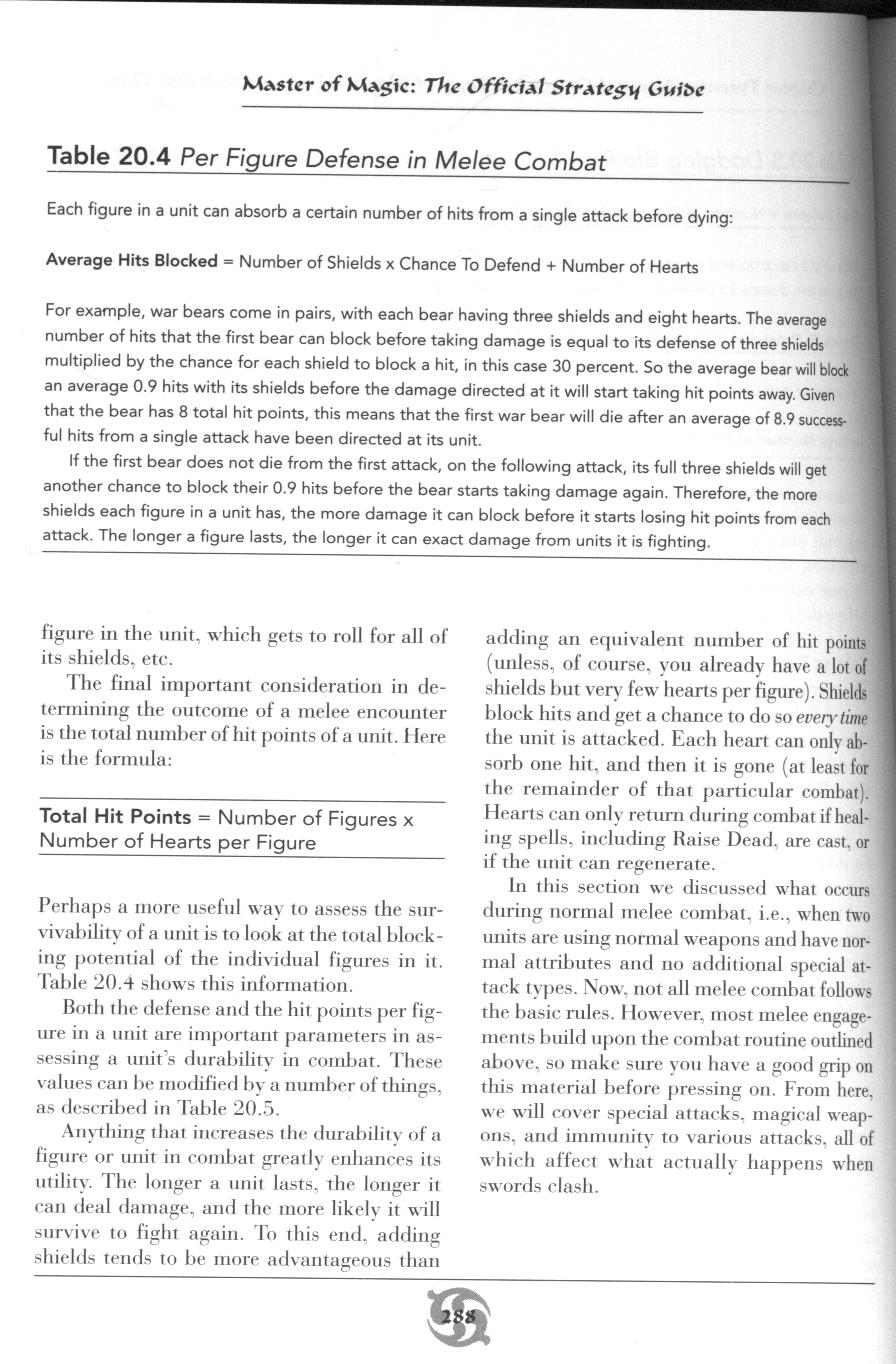 Master of Magic: The Official Strategy Guide
Table 20.4 Per Figure Defense in Melee Combat
Each figure in a unit can absorb a certain number of hits from a single attack before dying:
Average Hits Blocked = Number of Shields x Chance To Defend + Number of Hearts
For example, war bears come in pairs, with each bear having three shields and eight hearts. The average
number of hits that the first bear can block before taking damage is equal to its defense of three shields
multiplied by the chance for each shield to block a hit, in this case 30 percent. So the average bear will block
an average 0.9 hits with its shields before the damage directed at it will start taking hit points away. Given
that the bear has 8 total hit points, this means that the first war bear will die after an average of 8.9 success-
ful hits from a single attack have been directed at its unit.
If the first bear does not die from the first attack, on the following attack, its full three shields will get
another chance to block their 0.9 hits before the bear starts taking damage again. Therefore, the more
shields each figure in a unit has, the more damage it can block before it starts losing hit points from each
attack. The longer a figure lasts, the longer it can exact damage from units it is fighting.
figure in the unit, which gets to roll for all of
its shields, etc.
The final important consideration in de-
termining the outcome of a melee encounter
is the total number of hit points of a unit. Here
is the formula:
Total Hit Points = Number of Figures x
Number of Hearts per Figure
Perhaps a more useful way to assess the sur-
vivability of a unit is to look at the total block-
ing potential of the individual figures in it.
Table 20.4 shows this information.
Both the defense and the hit points per fig-
ure in a unit are important parameters in as-
sessing a unit's durability in combat. These
values can be modified by a number of things,
as described in Table 20.5.
Anything that increases the durability of a
figure or unit in combat greatly enhances its
utility. The longer a unit lasts, the longer it
can deal damage, and the more likely it will
survive to fight again. To this end, adding
shields tends to be more advantageous than
adding an equivalent number of hit points
(unless, of course, you already have a lot of
shields but very few hearts per figure). Shields
block hits and get a chance to do so every time
the unit is attacked. Each heart can only ab-
sorb one hit, and then it is gone (at least for
the remainder of that particular combat).
Hearts can only return during combat if heal-
ing spells, including Raise Dead, are cast, or
if the unit can regenerate.
In this section we discussed what occurs
during normal melee combat, i.e., when two
units are using normal weapons and have nor-
mal attributes and no additional special at-
tack types. Now, not all melee combat follows
the basic rules. However, most melee engage-
ments build upon the combat routine outlined
above, so make sure you have a good grip on
this material before pressing on. From here,
we will cover special attacks, magical weap-
ons, and immunity to various attacks, all of
which affect what actually happens when
swords clash.
288